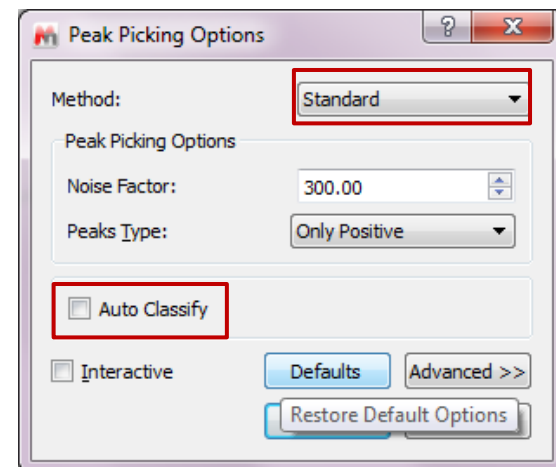 Peak Picking Options
Method: Standard
Peak Picking Options
Noise Factor: 300.00
Peaks Type: Only Positive
Auto Classify
Interactive Defaults Advanced >>
Restore Default Options